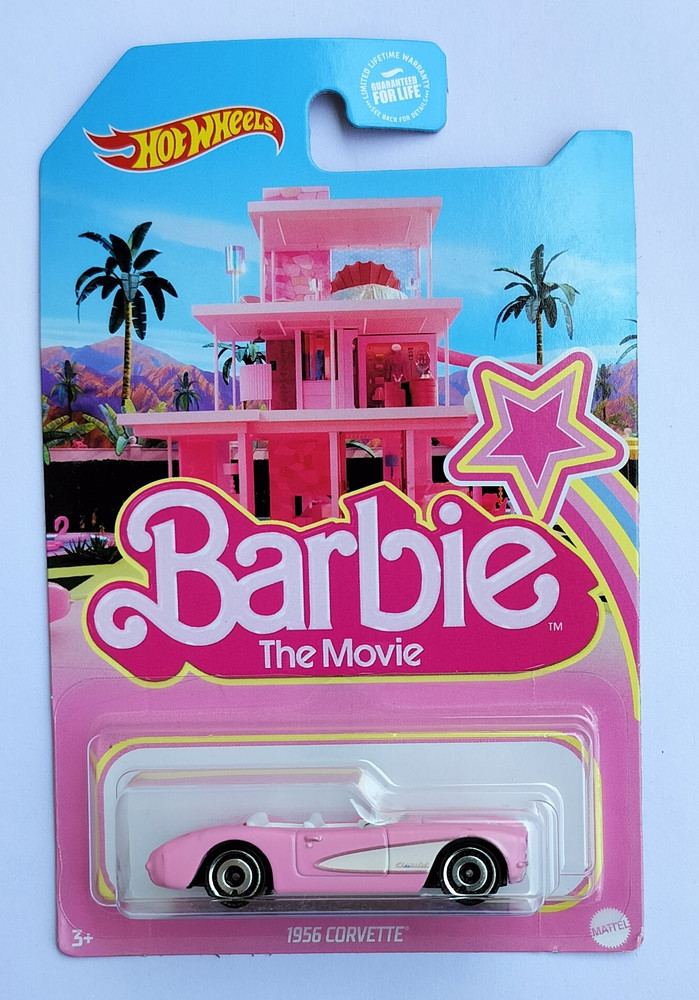 LIMITED LIFETIME WARRANTY
GUARANTEED
FOR LIFE
SEE BACK FOR DETAILS
HOT WHEELS
Barbie
TM
The Movie
3+
1956 CORVETTE®
MATTEL